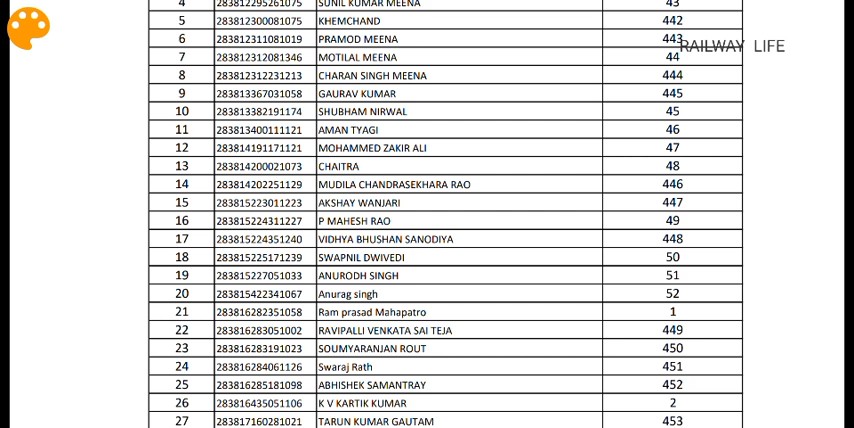 4 283812295261075 SUNIL KUMAR MEENA 43
5 283812300081075 KHEMCHAND 442
6 283812311081019 PRAMOD MEENA 443
RAILWAY LIFE
7 283812312081346 MOTILAL MEENA 44
8 283812312231213 CHARAN SINGH MEENA 444
9 283813367031058 GAURAV KUMAR 445
10 283813382191174 SHUBHAM NIRWAL 45
11 283813400111121 AMAN TYAGI 46
12 283814191171121 MOHAMMED ZAKIR ALI 47
13 283814200021073 CHAITRA 48
14 283814202251129 MUDILA CHANDRASEKHARA RAO 446
15 283815223011223 AKSHAY WANJARI 447
16 283815224311227 P MAHESH RAO 49
17 283815224351240 VIDHYA BHUSHAN SANODIYA 448
18 283815225171239 SWAPNIL DWIVEDI 50
19 283815227051033 ANURODH SINGH 51
20 283815422341067 Anurag singh 52
21 283816282351058 Ram prasad Mahapatro 1
22 283816283051002 RAVIPALLI VENKATA SAI TEJA 449
23 283816283191023 SOUMYARANJAN ROUT 450
24 283816284061126 Swaraj Rath 451
25 283816285181098 ABHISHEK SAMANTRAY 452
26 283816435051106 K V KARTIK KUMAR 2
27 283817160281021 TARUN KUMAR GAUTAM 453